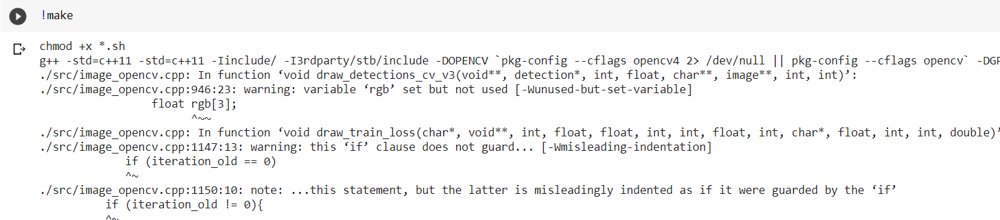 !make
chmod +x *.sh
g++ -std=c++11 -std=c++11 -Iinclude/ -I3rdparty/stb/include -DOPENCV `pkg-config --cflags opencv4 2> /dev/null || pkg-config --cflags opencv` -DGP
./src/image_opencv.cpp: In function ‘void draw_detections_cv_v3(void**, detection*, int, float, char**, image**, int, int)’:
./src/image_opencv.cpp:946:23: warning: variable ‘rgb’ set but not used [-Wunused-but-set-variable]
float rgb[3];
^~~
./src/image_opencv.cpp: In function ‘void draw_train_loss(char*, void**, int, float, float, int, int, float, int, char*, float, int, int, double)’
./src/image_opencv.cpp:1147:13: warning: this ‘if’ clause does not guard... [-Wmisleading-indentation]
if (iteration_old == 0)
^~
./src/image_opencv.cpp:1150:10: note: ...this statement, but the latter is misleadingly indented as if it were guarded by the ‘if’
if (iteration_old != 0){
^~